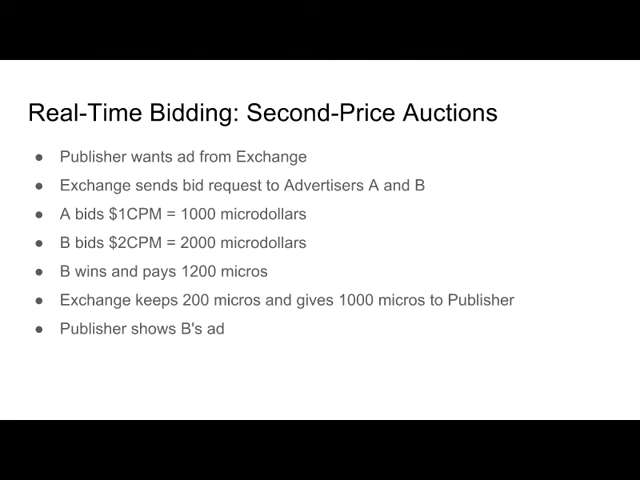 Real-Time Bidding: Second-Price Auctions
● Publisher wants ad from Exchange
● Exchange sends bid request to Advertisers A and B
● A bids $1CPM = 1000 microdollars
● B bids $2CPM = 2000 microdollars
● B wins and pays 1200 micros
● Exchange keeps 200 micros and gives 1000 micros to Publisher
● Publisher shows B's ad